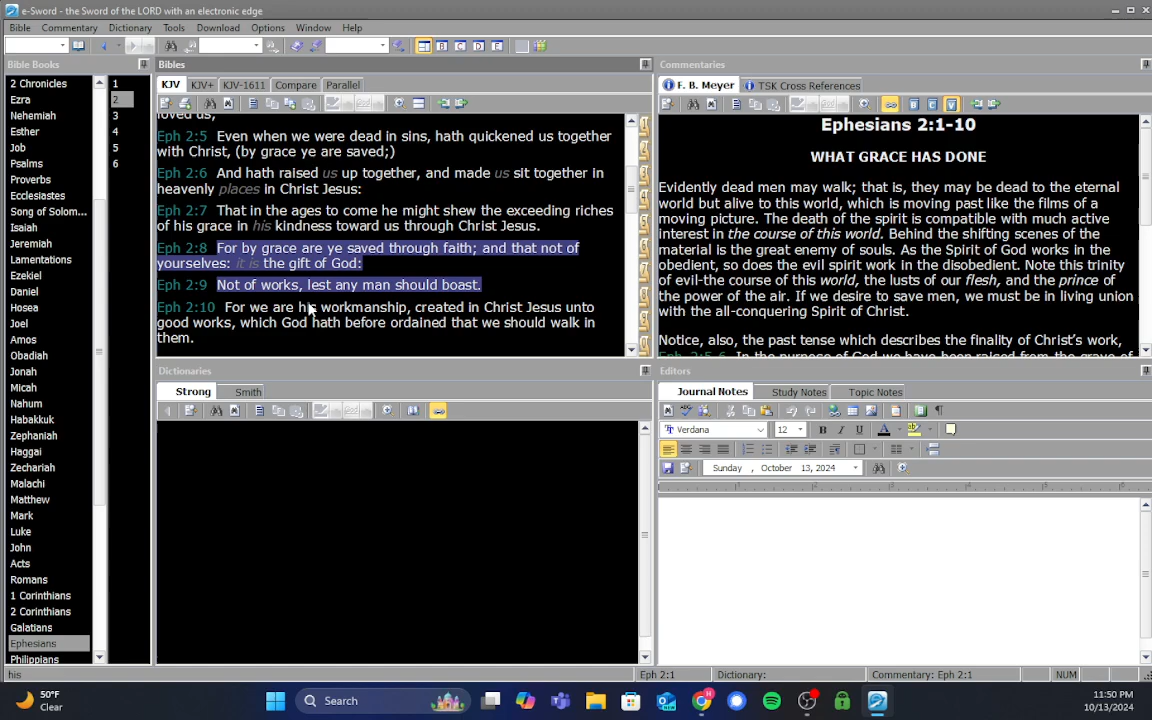 e-Sword - the Sword of the LORD with an electronic edge
Bible Commentary Dictionary Tools Download Options Window Help
Bible Books
2 Chronicles
Ezra
Nehemiah
Esther
Job
Psalms
Proverbs
Ecclesiastes
Song of Solom...
Isaiah
Jeremiah
Lamentations
Ezekiel
Daniel
Hosea
Joel
Amos
Obadiah
Jonah
Micah
Nahum
Habakkuk
Zephaniah
Haggai
Zechariah
Malachi
Matthew
Mark
Luke
John
Acts
Romans
1 Corinthians
2 Corinthians
Galatians
Ephesians
Philippians
1
2
3
4
5
6
Bibles
KJV KJV+ KJV-1611 Compare Parallel
loved us,
Eph 2:5 Even when we were dead in sins, hath quickened us together
with Christ, (by grace ye are saved;)
Eph 2:6 And hath raised us up together, and made us sit together in
heavenly places in Christ Jesus:
Eph 2:7 That in the ages to come he might shew the exceeding riches
of his grace in his kindness toward us through Christ Jesus.
Eph 2:8 For by grace are ye saved through faith; and that not of
yourselves: it is the gift of God:
Eph 2:9 Not of works, lest any man should boast.
Eph 2:10 For we are his workmanship, created in Christ Jesus unto
good works, which God hath before ordained that we should walk in
them.
Commentaries
F. B. Meyer TSK Cross References
Ephesians 2:1-10
WHAT GRACE HAS DONE
Evidently dead men may walk; that is, they may be dead to the eternal
world but alive to this world, which is moving past like the films of a
moving picture. The death of the spirit is compatible with much active
interest in the course of this world. Behind the shifting scenes of the
material is the great enemy of souls. As the Spirit of God works in the
obedient, so does the evil spirit work in the disobedient. Note this trinity
of evil-the course of this world, the lusts of our flesh, and the prince of
the power of the air. If we desire to save men, we must be in living union
with the all-conquering Spirit of Christ.
Notice, also, the past tense which describes the finality of Christ's work,
Eph 2:5-6. In the purpose of God we have been raised from the grave of
Dictionaries
Strong Smith
Editors
Journal Notes Study Notes Topic Notes
Verdana 12 B I U A
Sunday , October 13, 2024
his
Eph 2:1 Dictionary: Commentary: Eph 2:1 NUM
50°F
Clear
Search
11:50 PM
10/13/2024